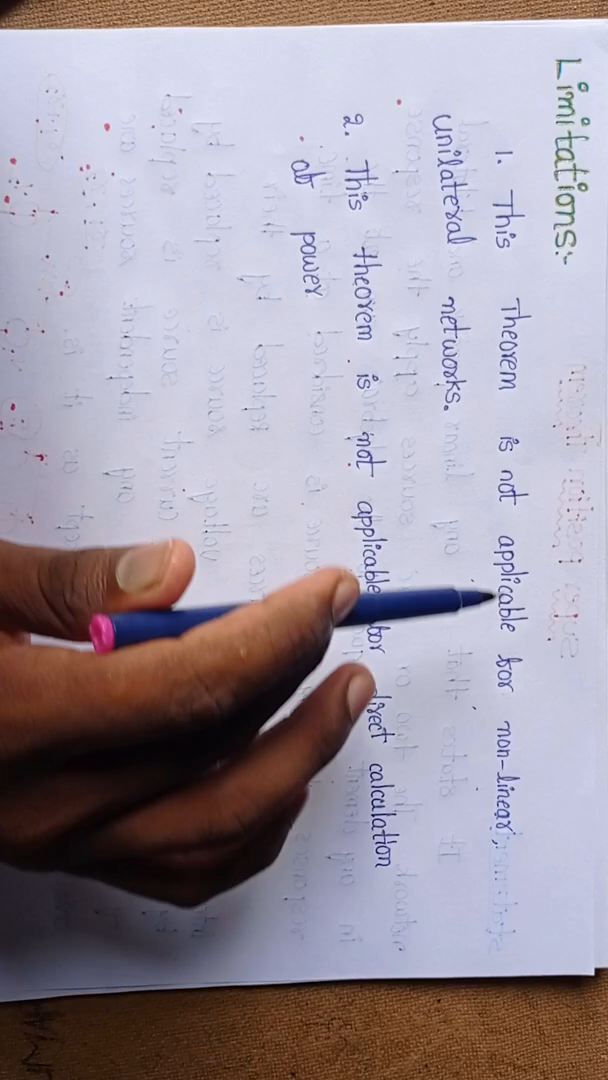 Limitations:-
1. This Theorem is not applicable for non-linear,
unilateral networks.
2. This theorem is not applicable for direct calculation
of power